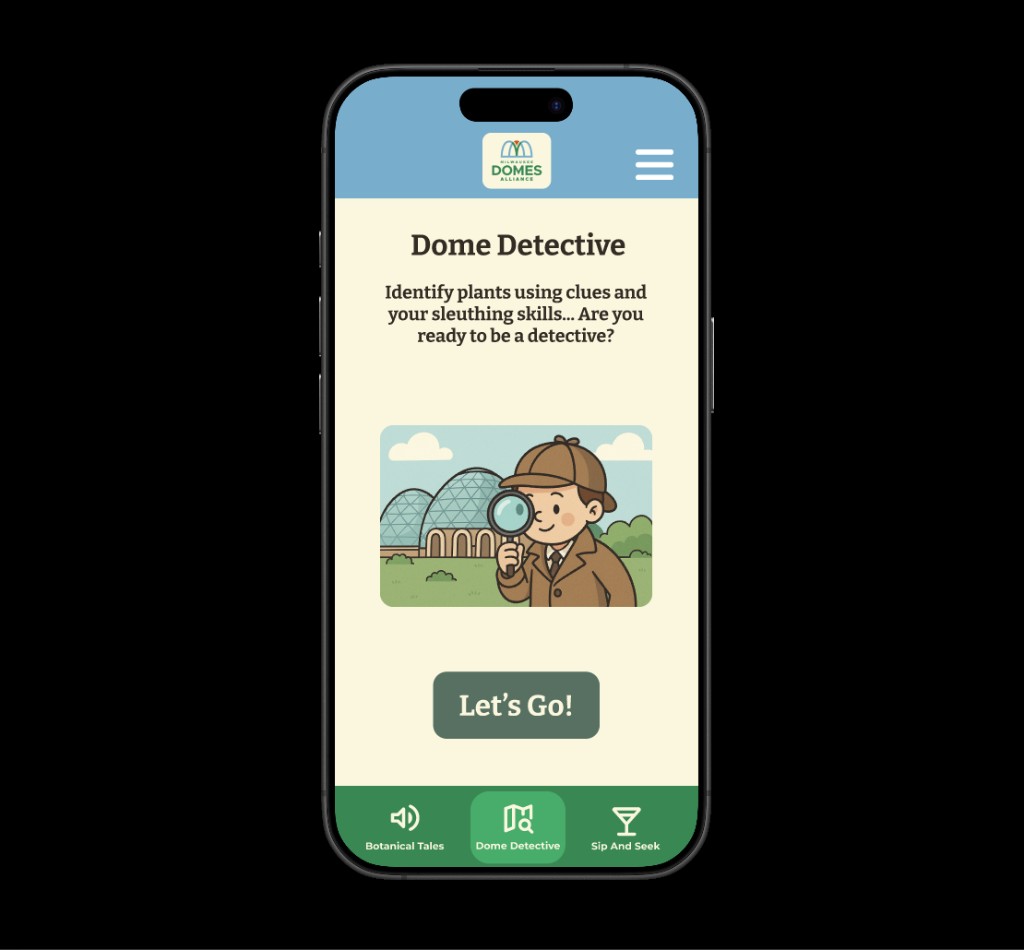 MILWAUKEE
DOMES
ALLIANCE
Dome Detective
Identify plants using clues and
your sleuthing skills... Are you
ready to be a detective?
Let's Go!
Botanical Tales
Dome Detective
Sip And Seek